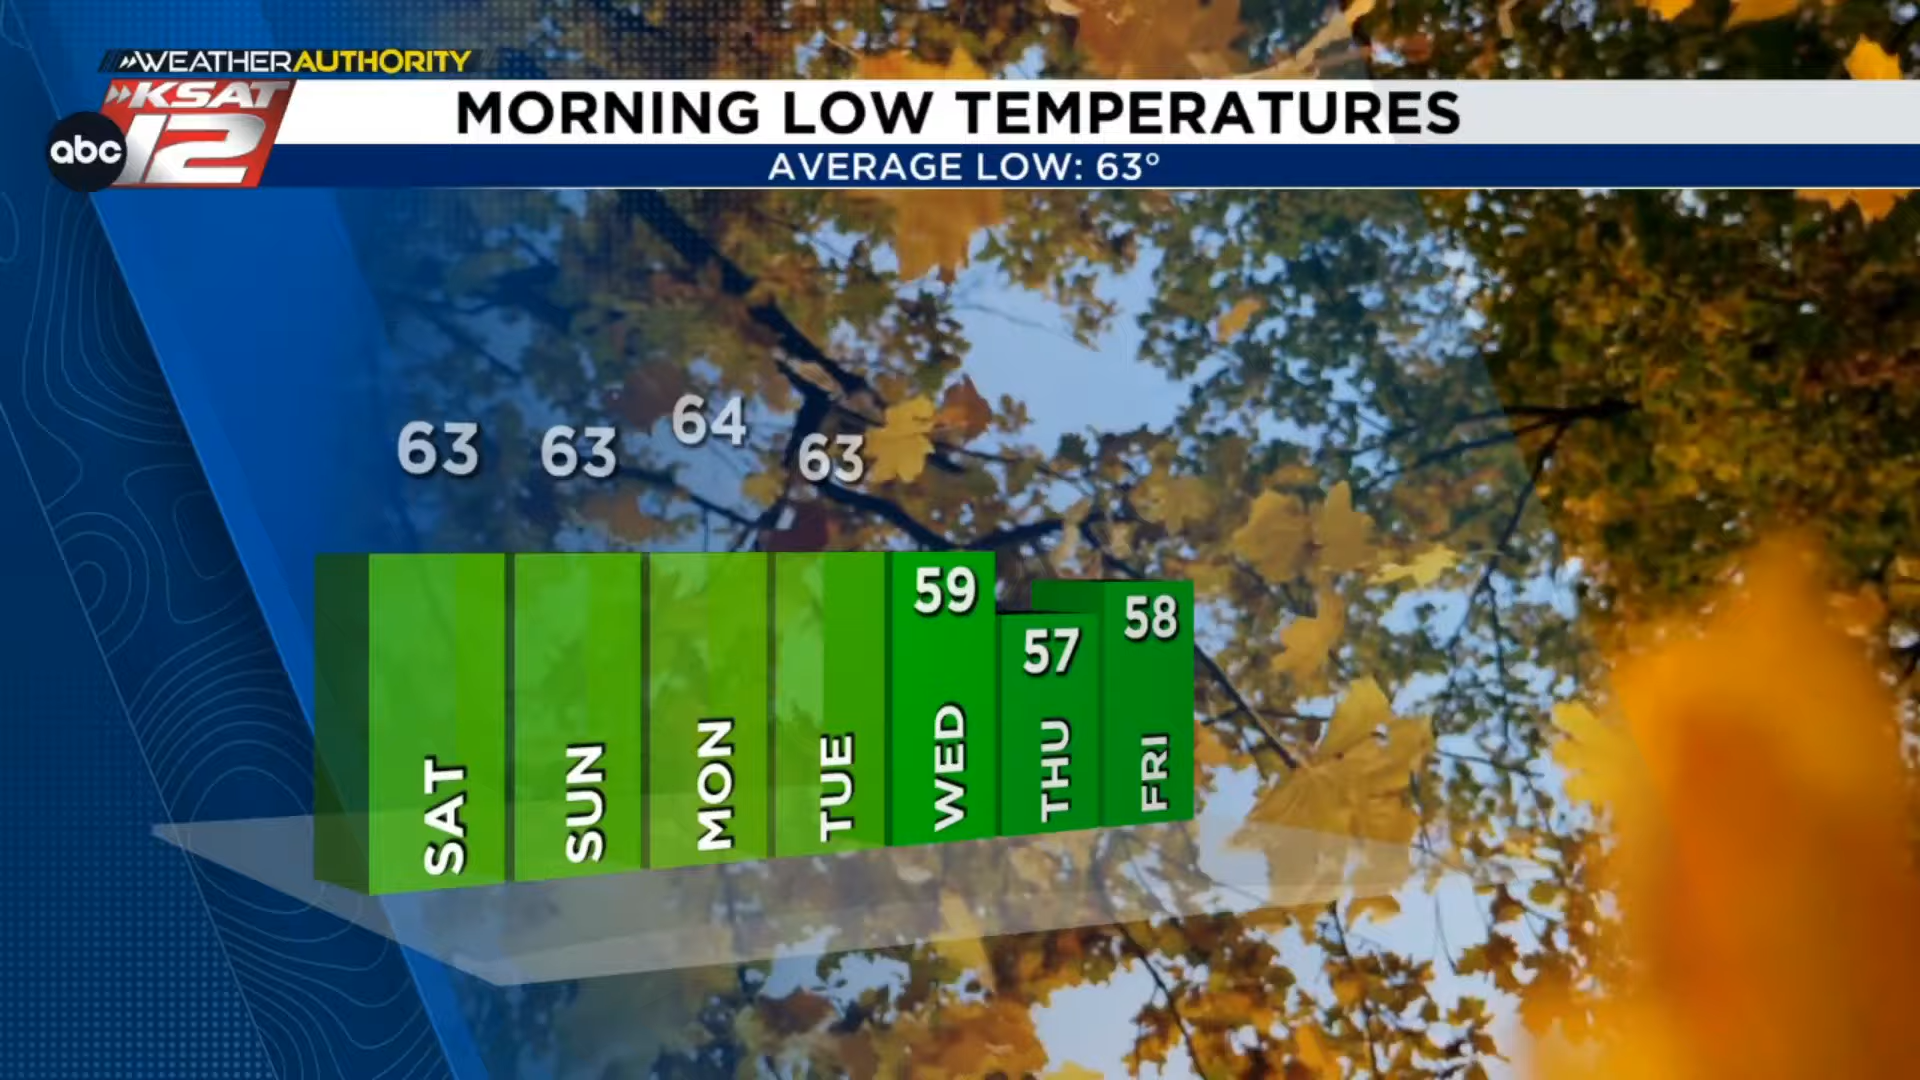 WEATHERAUTHORITY
KSAT
abc 12
MORNING LOW TEMPERATURES
AVERAGE LOW: 63°
63
63
64
63
59
57
58
SAT
SUN
MON
TUE
WED
THU
FRI